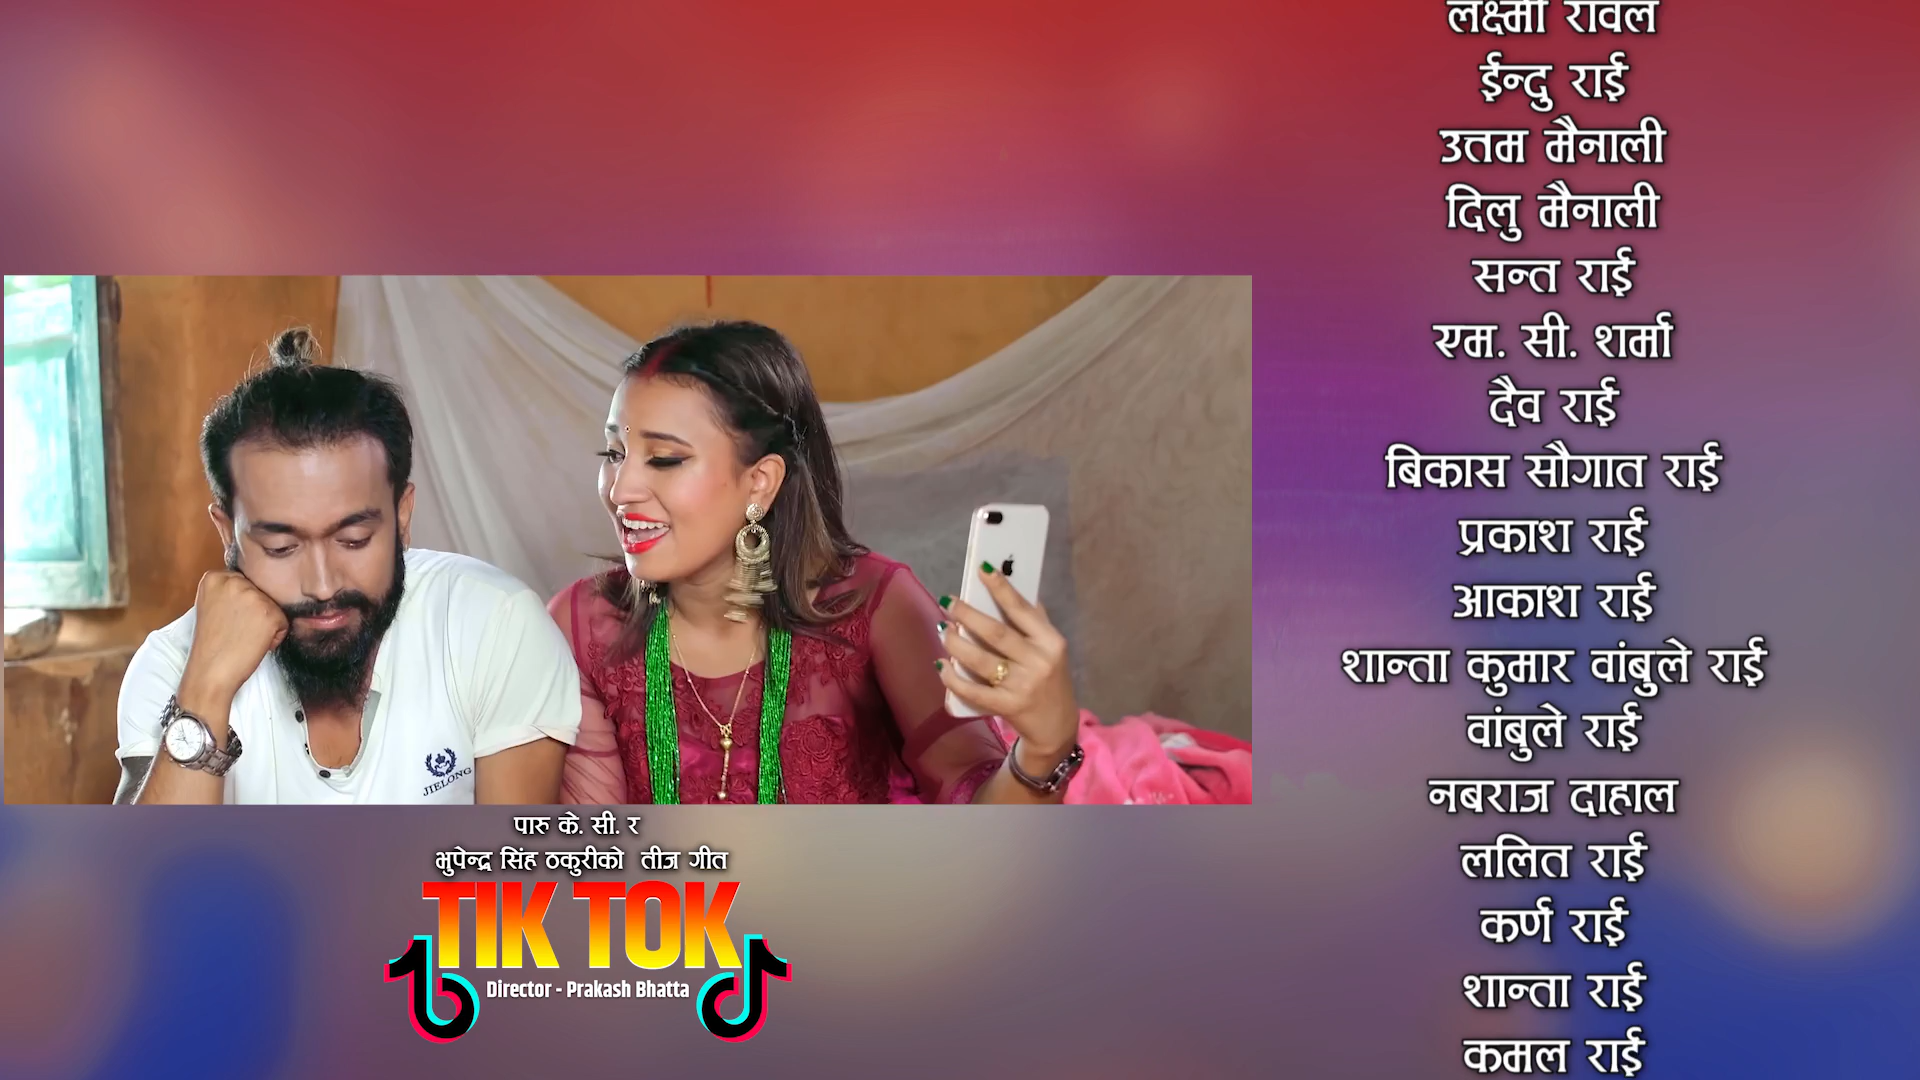 JIELONG
पारु के. सी. र
भुपेन्द्र सिंह ठकुरीको तीज गीत
TIK TOK
Director - Prakash Bhatta
लक्ष्मी रावल
ईन्दु राई
उत्तम मैनाली
दिलु मैनाली
सन्त राई
एम. सी. शर्मा
दैव राई
बिकास सौगात राई
प्रकाश राई
आकाश राई
शान्ता कुमार वांबुले राई
वांबुले राई
नबराज दाहाल
ललित राई
कर्ण राई
शान्ता राई
कमल राई